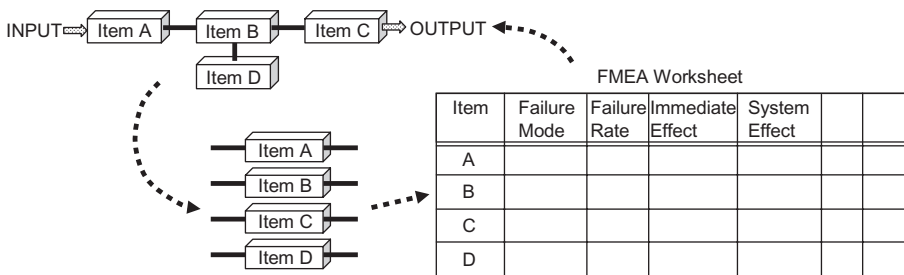 INPUT Item A Item B Item C OUTPUT
Item D
Item A
Item B
Item C
Item D
FMEA Worksheet
Item Failure Failure Immediate System
Mode Rate Effect Effect
A
B
C
D